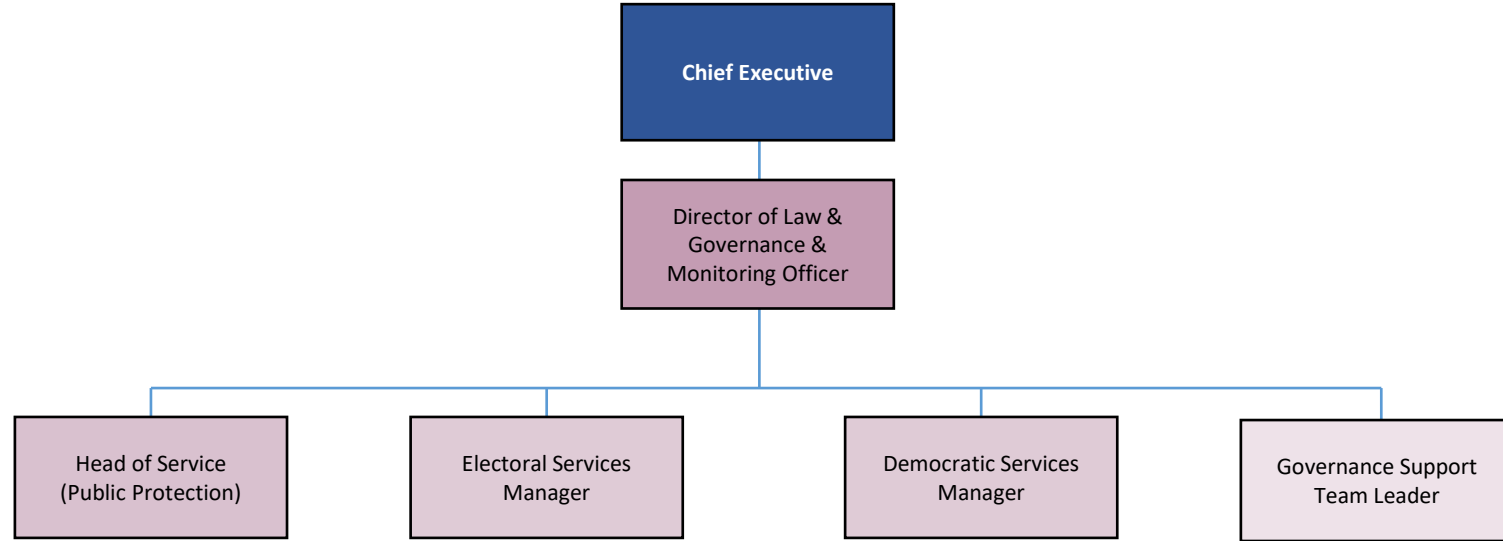 Chief Executive
Director of Law &
Governance &
Monitoring Officer
Head of Service
(Public Protection)
Electoral Services
Manager
Democratic Services
Manager
Governance Support
Team Leader